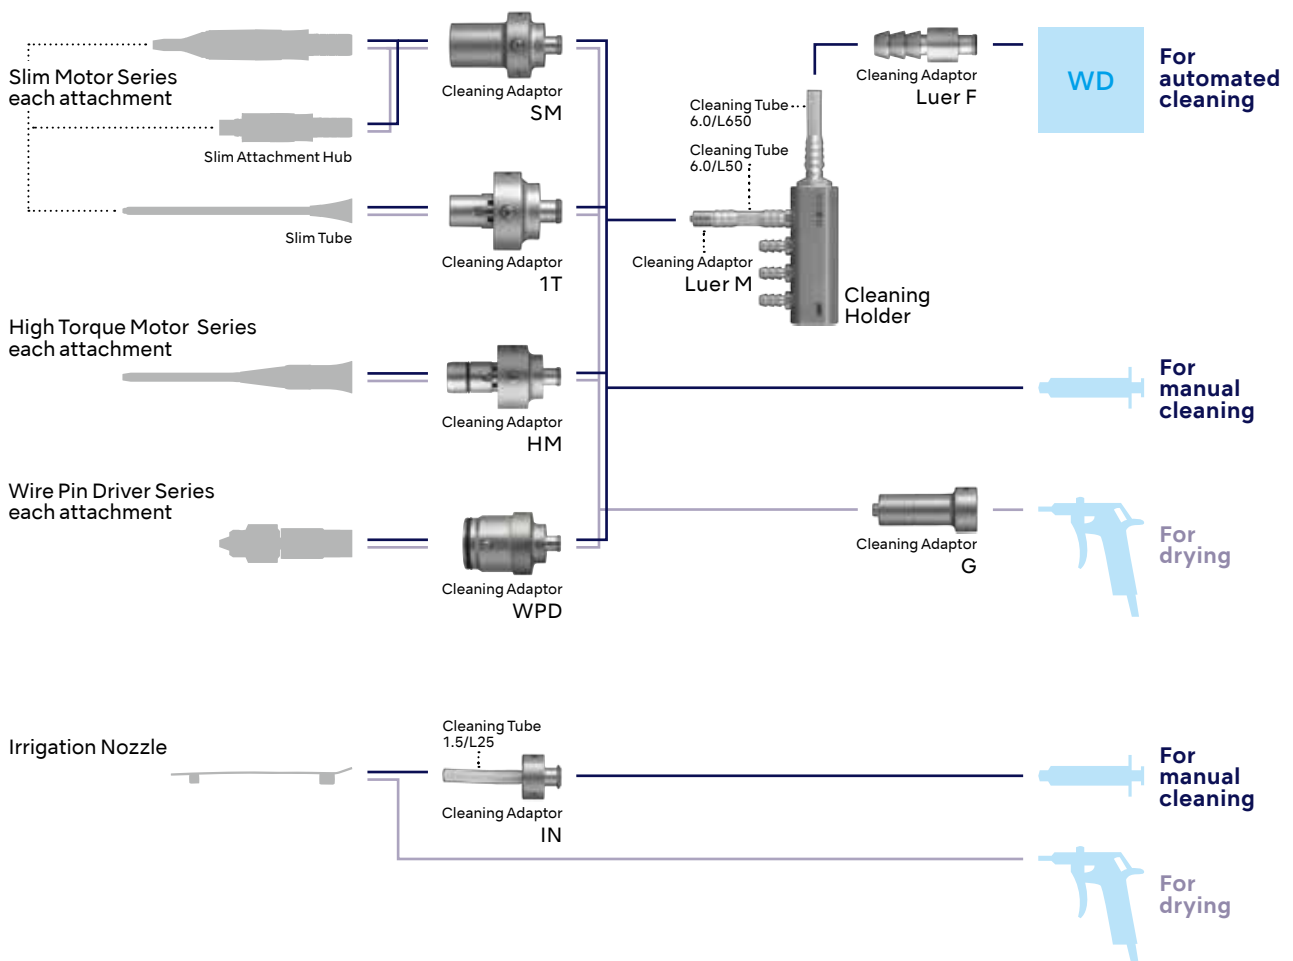 Slim Motor Series
each attachment
Slim Attachment Hub
Slim Tube
Cleaning Adaptor
SM
Cleaning Adaptor
1T
High Torque Motor Series
each attachment
Cleaning Adaptor
HM
Wire Pin Driver Series
each attachment
Cleaning Adaptor
WPD
Cleaning Tube
6.0/L650
Cleaning Tube
6.0/L50
Cleaning Adaptor
Luer M
Cleaning
Holder
Cleaning Adaptor
Luer F
WD
For
automated
cleaning
For
manual
cleaning
Cleaning Adaptor
G
For
drying
Irrigation Nozzle
Cleaning Tube
1.5/L25
Cleaning Adaptor
IN
For
manual
cleaning
For
drying